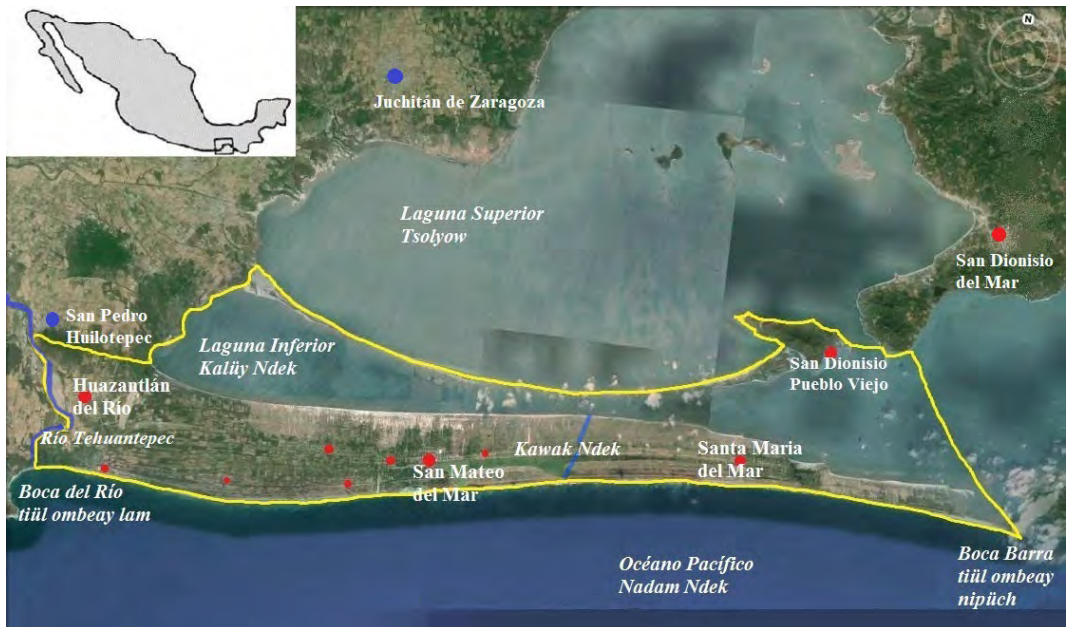 N
Juchitán de Zaragoza
Laguna Superior
Tsolyow
San Dionisio
del Mar
San Pedro
Huilotepec
Laguna Inferior
Kalüy Ndek
San Dionisio
Pueblo Viejo
Huazantlán
del Río
Río Tehuantepec
Kawak Ndek
San Mateo
del Mar
Santa Maria
del Mar
Boca del Río
tiül ombeay lam
Océano Pacífico
Nadam Ndek
Boca Barra
tiül ombeay
nipüch